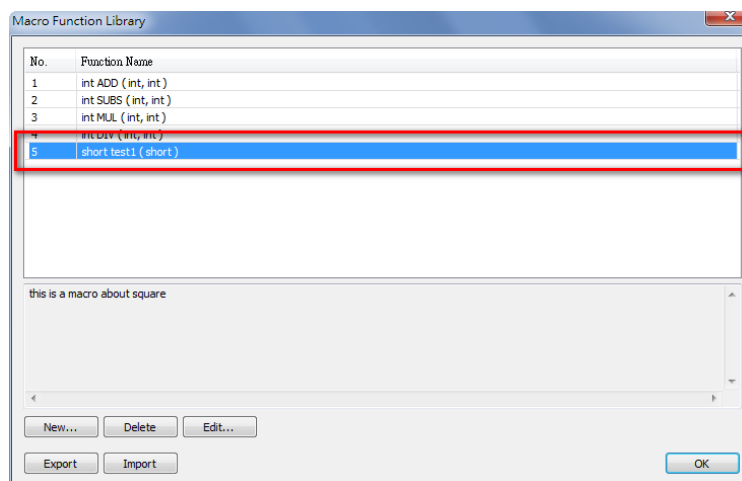 Macro Function Library
No. Function Name
1 int ADD ( int, int )
2 int SUBS ( int, int )
3 int MUL ( int, int )
4 int DIV ( int, int )
5 short test1 ( short )
this is a macro about square
New... Delete Edit...
Export Import OK